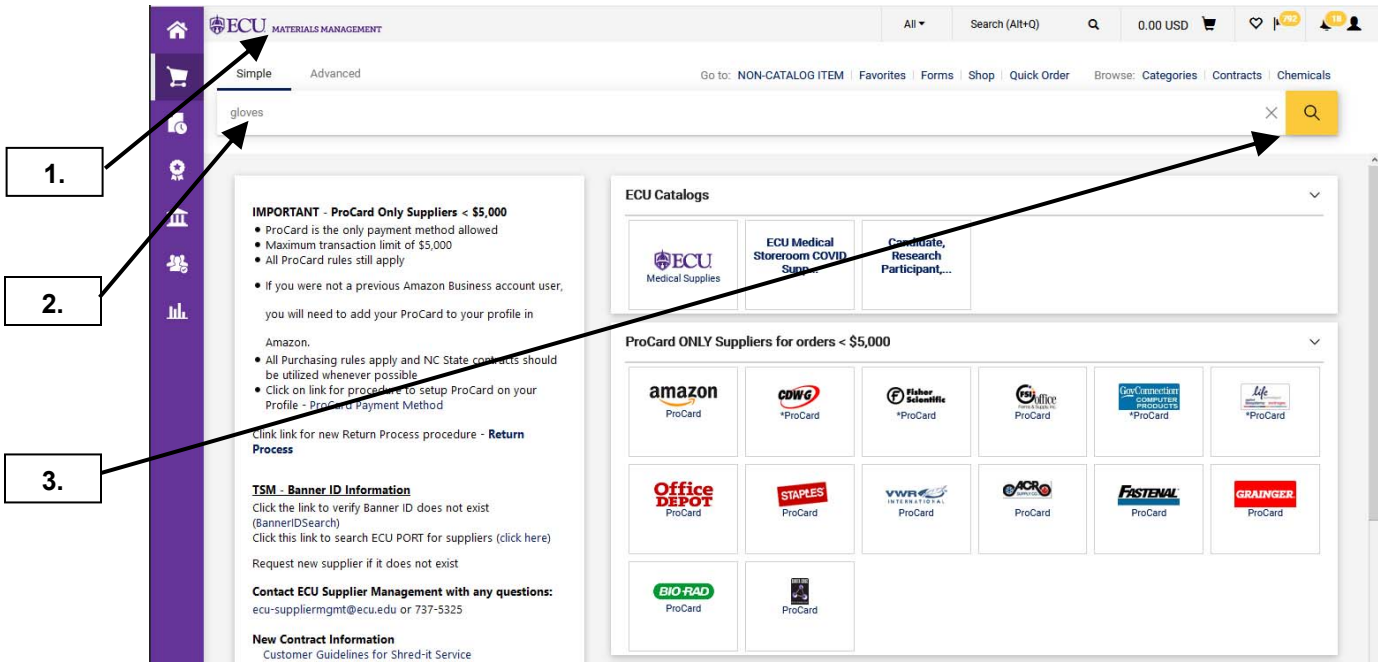 ECU MATERIALS MANAGEMENT
All
Search (Alt+Q)
0.00 USD
792
18
Simple Advanced
Go to: NON-CATALOG ITEM Favorites Forms Shop Quick Order Browse: Categories Contracts Chemicals
gloves
1.
2.
3.
IMPORTANT - ProCard Only Suppliers < $5,000
ProCard is the only payment method allowed
Maximum transaction limit of $5,000
All ProCard rules still apply
If you were not a previous Amazon Business account user,
you will need to add your ProCard to your profile in
Amazon.
All Purchasing rules apply and NC State contracts should
be utilized whenever possible
Click on link for procedure to setup ProCard on your
Profile - ProCard Payment Method
Clink link for new Return Process procedure - Return
Process
TSM - Banner ID Information
Click the link to verify Banner ID does not exist
(BannerIDSearch)
Click this link to search ECU PORT for suppliers (click here)
Request new supplier if it does not exist
Contact ECU Supplier Management with any questions:
ecu-suppliermgmt@ecu.edu or 737-5325
New Contract Information
Customer Guidelines for Shred-it Service
ECU Catalogs
ECU
Medical Supplies
ECU Medical
Storeroom COVID
Supp...
Candidate,
Research
Participant,...
ProCard ONLY Suppliers for orders < $5,000
amazon
ProCard
CDWG
*ProCard
Fisher
Scientific
*ProCard
FSIoffice
ProCard
GovConnection
COMPUTER
PRODUCTS
*ProCard
life
*ProCard
Office
DEPOT
ProCard
STAPLES
ProCard
VWR
INTERNATIONAL
ProCard
ACR
SUPPLY CO
ProCard
FASTENAL
ProCard
GRAINGER
ProCard
BIO-RAD
ProCard
ProCard